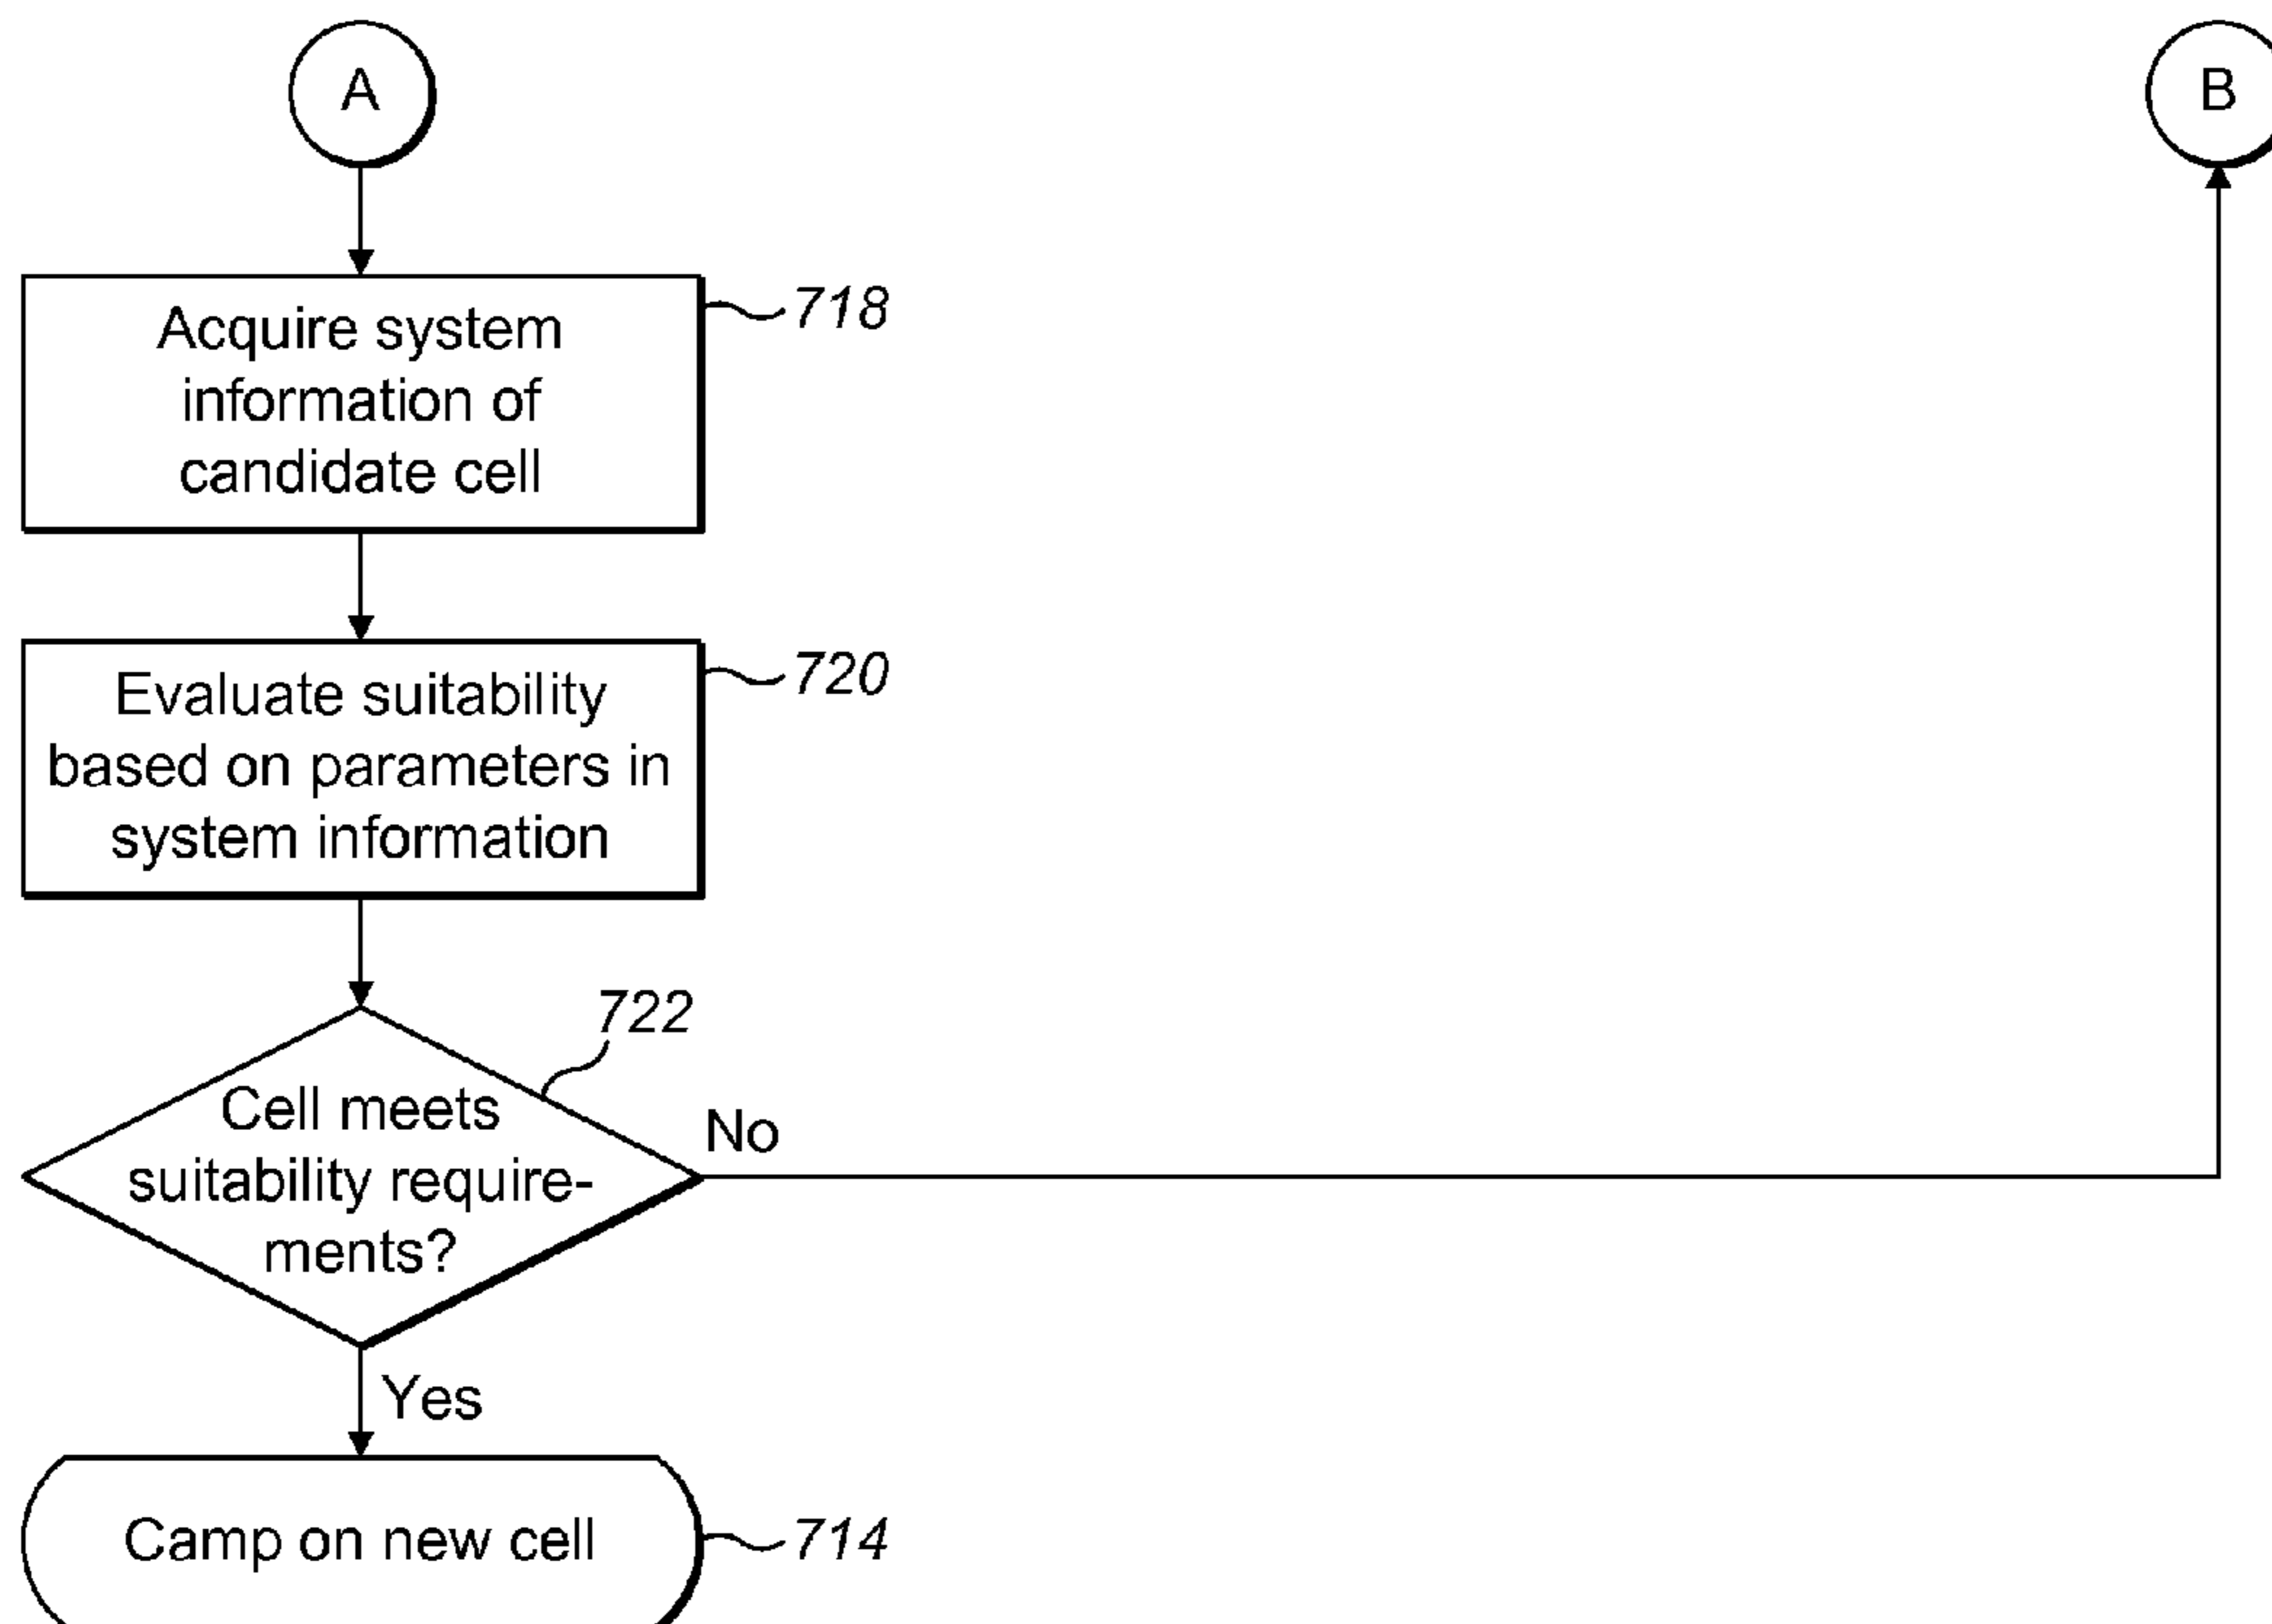 A
B
Acquire system
information of
candidate cell
718
Evaluate suitability
based on parameters in
system information
720
722
Cell meets
suitability require-
ments?
No
Yes
Camp on new cell
714